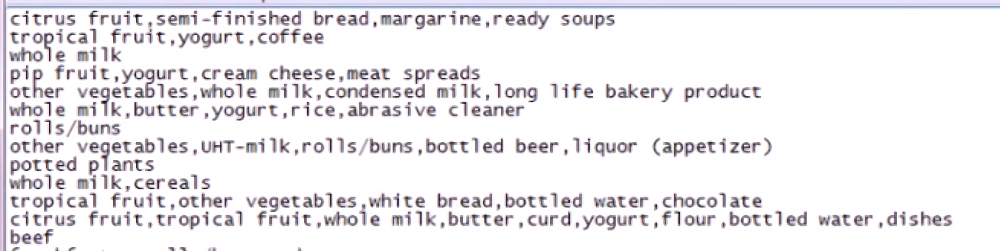 citrus fruit,semi-finished bread,margarine,ready soups
tropical fruit,yogurt,coffee
whole milk
pip fruit,yogurt,cream cheese,meat spreads
other vegetables,whole milk,condensed milk,long life bakery product
whole milk,butter,yogurt,rice,abrasive cleaner
rolls/buns
other vegetables,UHT-milk,rolls/buns,bottled beer,liquor (appetizer)
potted plants
whole milk,cereals
tropical fruit,other vegetables,white bread,bottled water,chocolate
citrus fruit,tropical fruit,whole milk,butter,curd,yogurt,flour,bottled water,dishes
beef